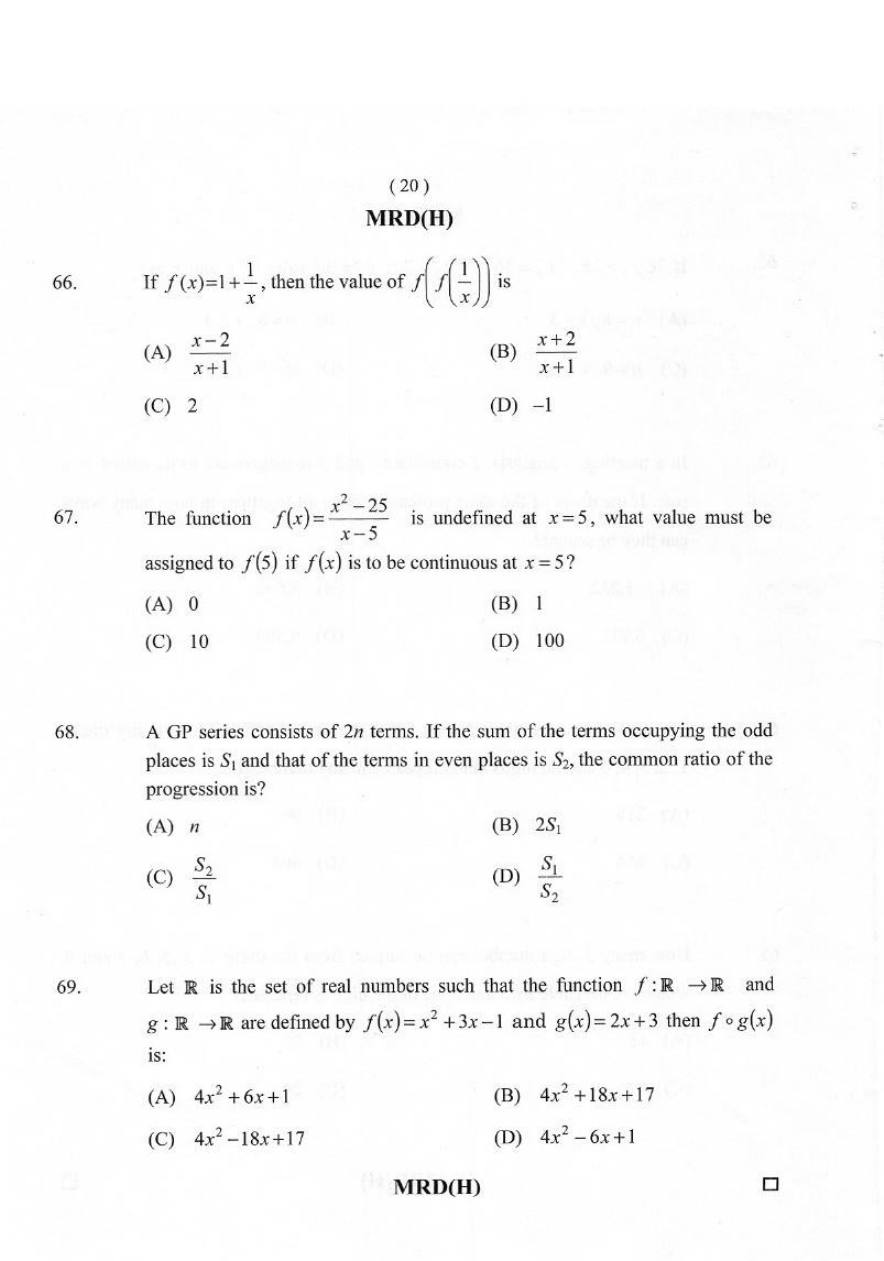 ( 20 )
MRD(H)
66. If f(x)=1+1/x, then the value of f(f(1/x)) is
(A) (x−2)/(x+1) (B) (x+2)/(x+1)
(C) 2 (D) −1
67. The function f(x)=(x²−25)/(x−5) is undefined at x=5, what value must be
assigned to f(5) if f(x) is to be continuous at x=5?
(A) 0 (B) 1
(C) 10 (D) 100
68. A GP series consists of 2n terms. If the sum of the terms occupying the odd
places is S₁ and that of the terms in even places is S₂, the common ratio of the
progression is?
(A) n (B) 2S₁
(C) S₂/S₁ (D) S₁/S₂
69. Let ℝ is the set of real numbers such that the function f:ℝ →ℝ and
g:ℝ →ℝ are defined by f(x)=x²+3x−1 and g(x)=2x+3 then f∘g(x)
is:
(A) 4x²+6x+1 (B) 4x²+18x+17
(C) 4x²−18x+17 (D) 4x²−6x+1
MRD(H)